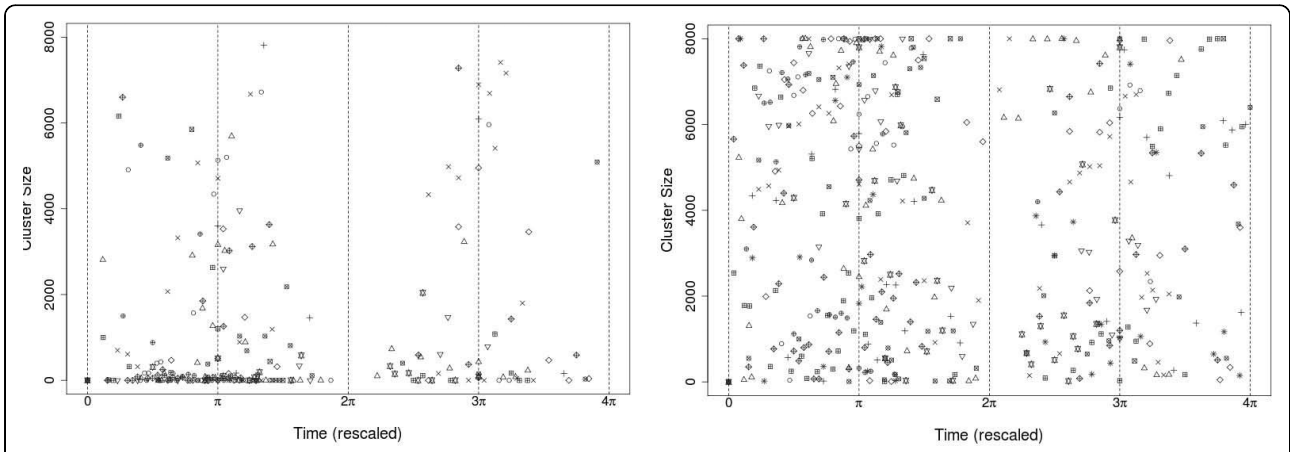 8000
6000
4000
2000
0
Cluster Size
0 π 2π 3π 4π
Time (rescaled)
8000
6000
4000
2000
0
Cluster Size
0 π 2π 3π 4π
Time (rescaled)